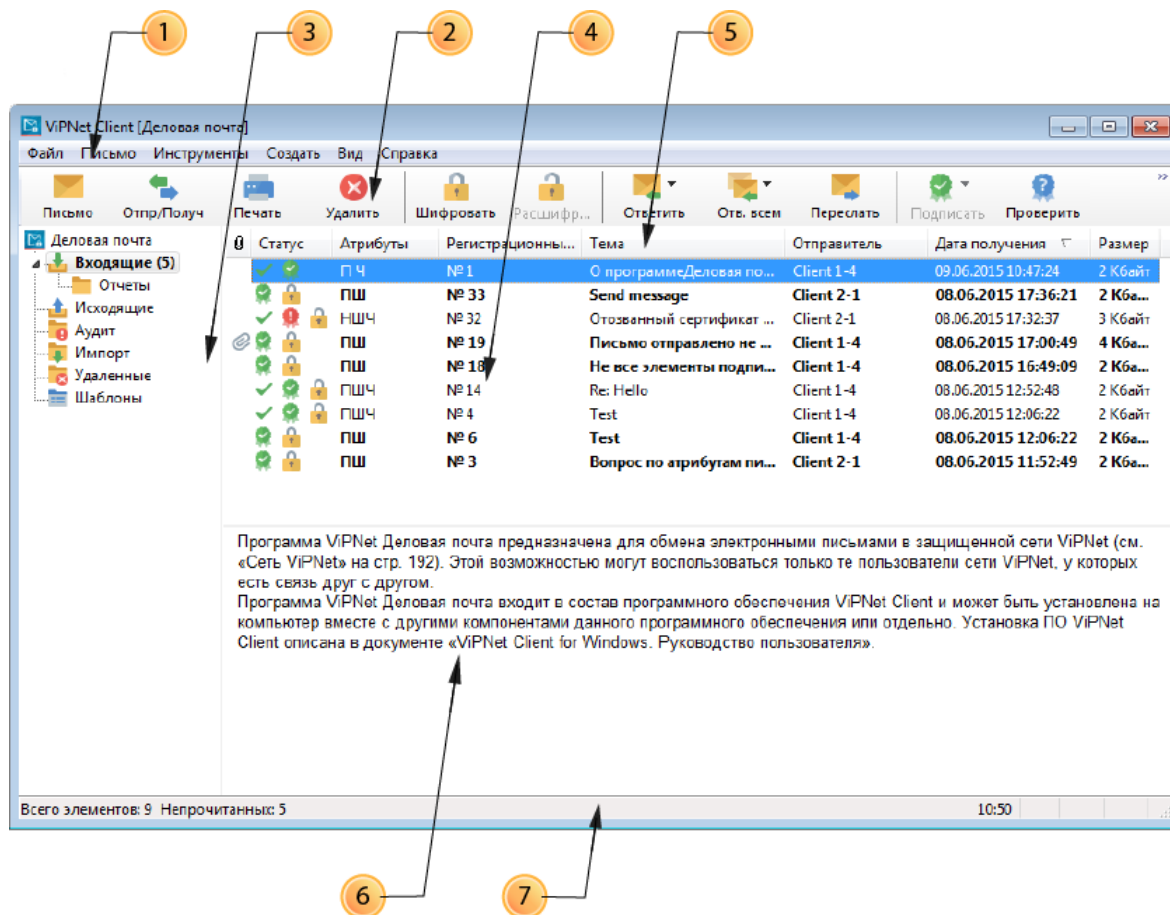 1 3 2 4 5
ViPNet Client [Деловая почта]
Файл Письмо Инструменты Создать Вид Справка
Письмо Отпр/Получ Печать Удалить Шифровать Расшифр... Ответить Отв. всем Переслать Подписать Проверить
Деловая почта
Входящие (5)
Отчеты
Исходящие
Аудит
Импорт
Удаленные
Шаблоны
Статус Атрибуты Регистрационны... Тема Отправитель Дата получения Размер
П Ч № 1 О программеДеловая по... Client 1-4 09.06.2015 10:47:24 2 Кбайт
ПШ № 33 Send message Client 2-1 08.06.2015 17:36:21 2 Кба...
НШЧ № 32 Отозванный сертификат ... Client 2-1 08.06.2015 17:32:37 3 Кбайт
ПШ № 19 Письмо отправлено не ... Client 1-4 08.06.2015 17:00:49 4 Кба...
ПШ № 18 Не все элементы подпи... Client 1-4 08.06.2015 16:49:09 2 Кба...
ПШЧ № 14 Re: Hello Client 1-4 08.06.2015 12:52:48 2 Кбайт
ПШЧ № 4 Test Client 1-4 08.06.2015 12:06:22 2 Кбайт
ПШ № 6 Test Client 1-4 08.06.2015 12:06:22 2 Кба...
ПШ № 3 Вопрос по атрибутам пи... Client 2-1 08.06.2015 11:52:49 2 Кба...
Программа ViPNet Деловая почта предназначена для обмена электронными письмами в защищенной сети ViPNet (см.
«Сеть ViPNet» на стр. 192). Этой возможностью могут воспользоваться только те пользователи сети ViPNet, у которых
есть связь друг с другом.
Программа ViPNet Деловая почта входит в состав программного обеспечения ViPNet Client и может быть установлена на
компьютер вместе с другими компонентами данного программного обеспечения или отдельно. Установка ПО ViPNet
Client описана в документе «ViPNet Client for Windows. Руководство пользователя».
Всего элементов: 9 Непрочитанных: 5 10:50
6 7